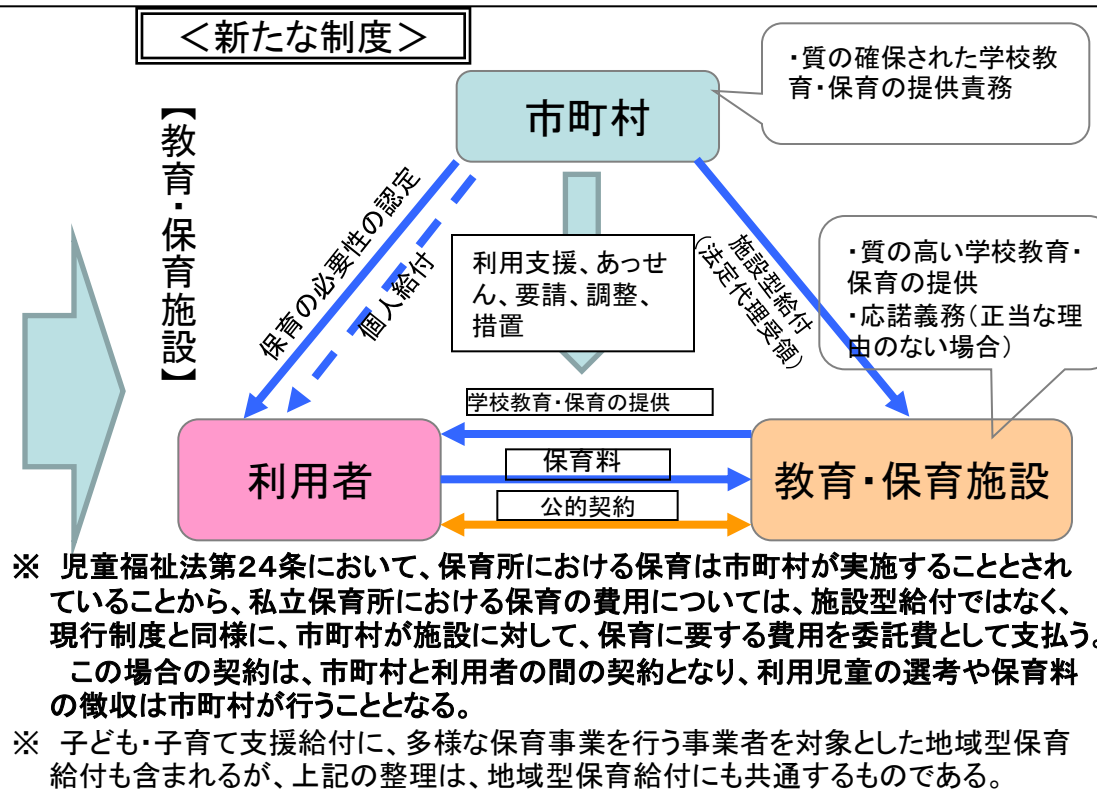 ＜新たな制度＞
・質の確保された学校教
育・保育の提供責務
市町村
【教育・保育施設】
保育の必要性の認定
個人給付
利用支援、あっせ
ん、要請、調整、
措置
施設型給付
（法定代理受領）
・質の高い学校教育・
保育の提供
・応諾義務（正当な理
由のない場合）
学校教育・保育の提供
利用者
保育料
教育・保育施設
公的契約
※　児童福祉法第２４条において、保育所における保育は市町村が実施することとされ
ていることから、私立保育所における保育の費用については、施設型給付ではなく、
現行制度と同様に、市町村が施設に対して、保育に要する費用を委託費として支払う。
この場合の契約は、市町村と利用者の間の契約となり、利用児童の選考や保育料
の徴収は市町村が行うこととなる。
※　子ども・子育て支援給付に、多様な保育事業を行う事業者を対象とした地域型保育
給付も含まれるが、上記の整理は、地域型保育給付にも共通するものである。